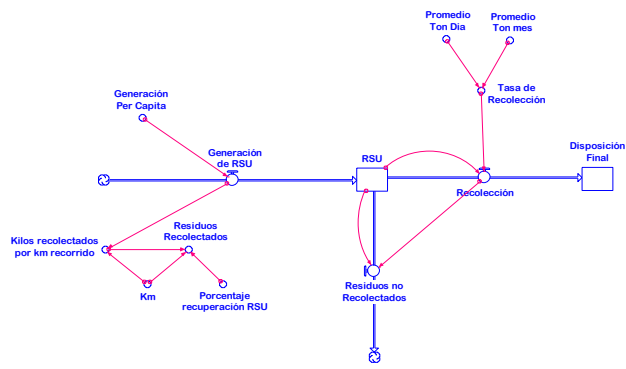 Promedio
Ton Dia
Promedio
Ton mes
Tasa de
Recolección
Generación
Per Capita
Generación
de RSU
RSU
Disposición
Final
Recolección
Kilos recolectados
por km recorrido
Residuos
Recolectados
Km
Porcentaje
recuperación RSU
Residuos no
Recolectados